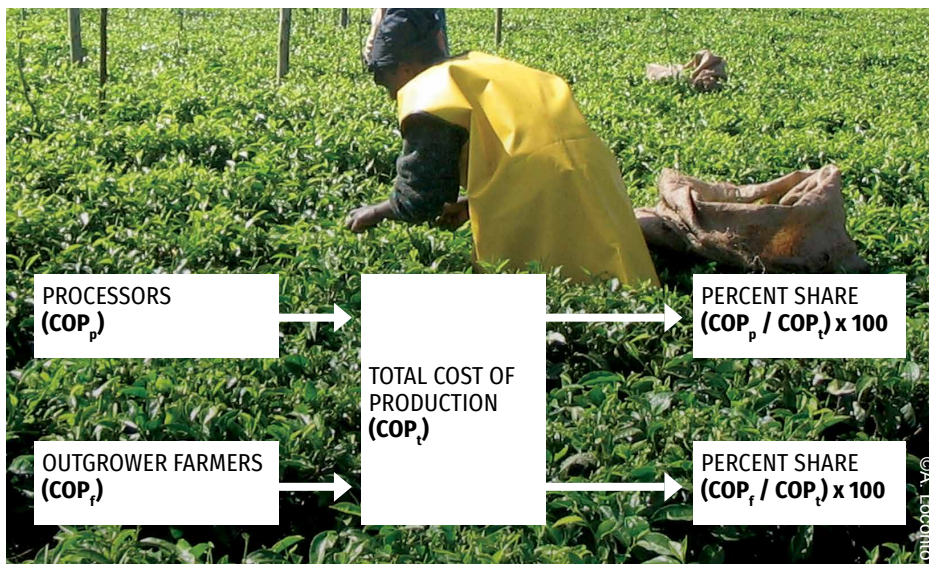 PROCESSORS
(COPp)
TOTAL COST OF
PRODUCTION
(COPt)
PERCENT SHARE
(COPp / COPt) x 100
OUTGROWER FARMERS
(COPf)
PERCENT SHARE
(COPf / COPt) x 100
©A. Loconto